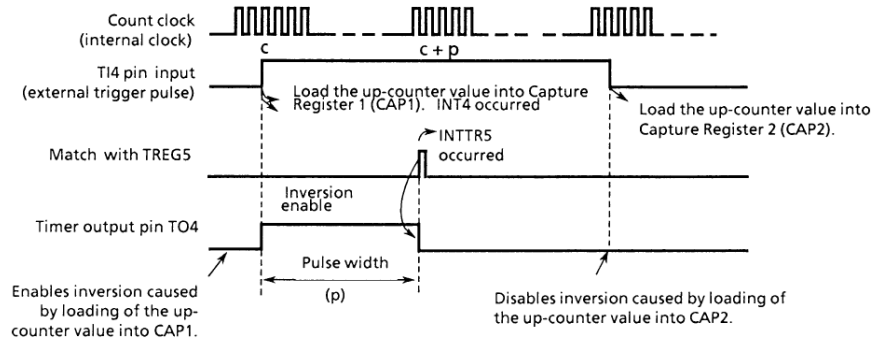 Count clock
(internal clock)
c
c + p
TI4 pin input
(external trigger pulse)
Load the up-counter value into Capture
Register 1 (CAP1). INT4 occurred
Load the up-counter value into
Capture Register 2 (CAP2).
INTTR5
occurred
Match with TREG5
Inversion
enable
Timer output pin TO4
Pulse width
(p)
Enables inversion caused
by loading of the up-
counter value into CAP1.
Disables inversion caused by loading of
the up-counter value into CAP2.